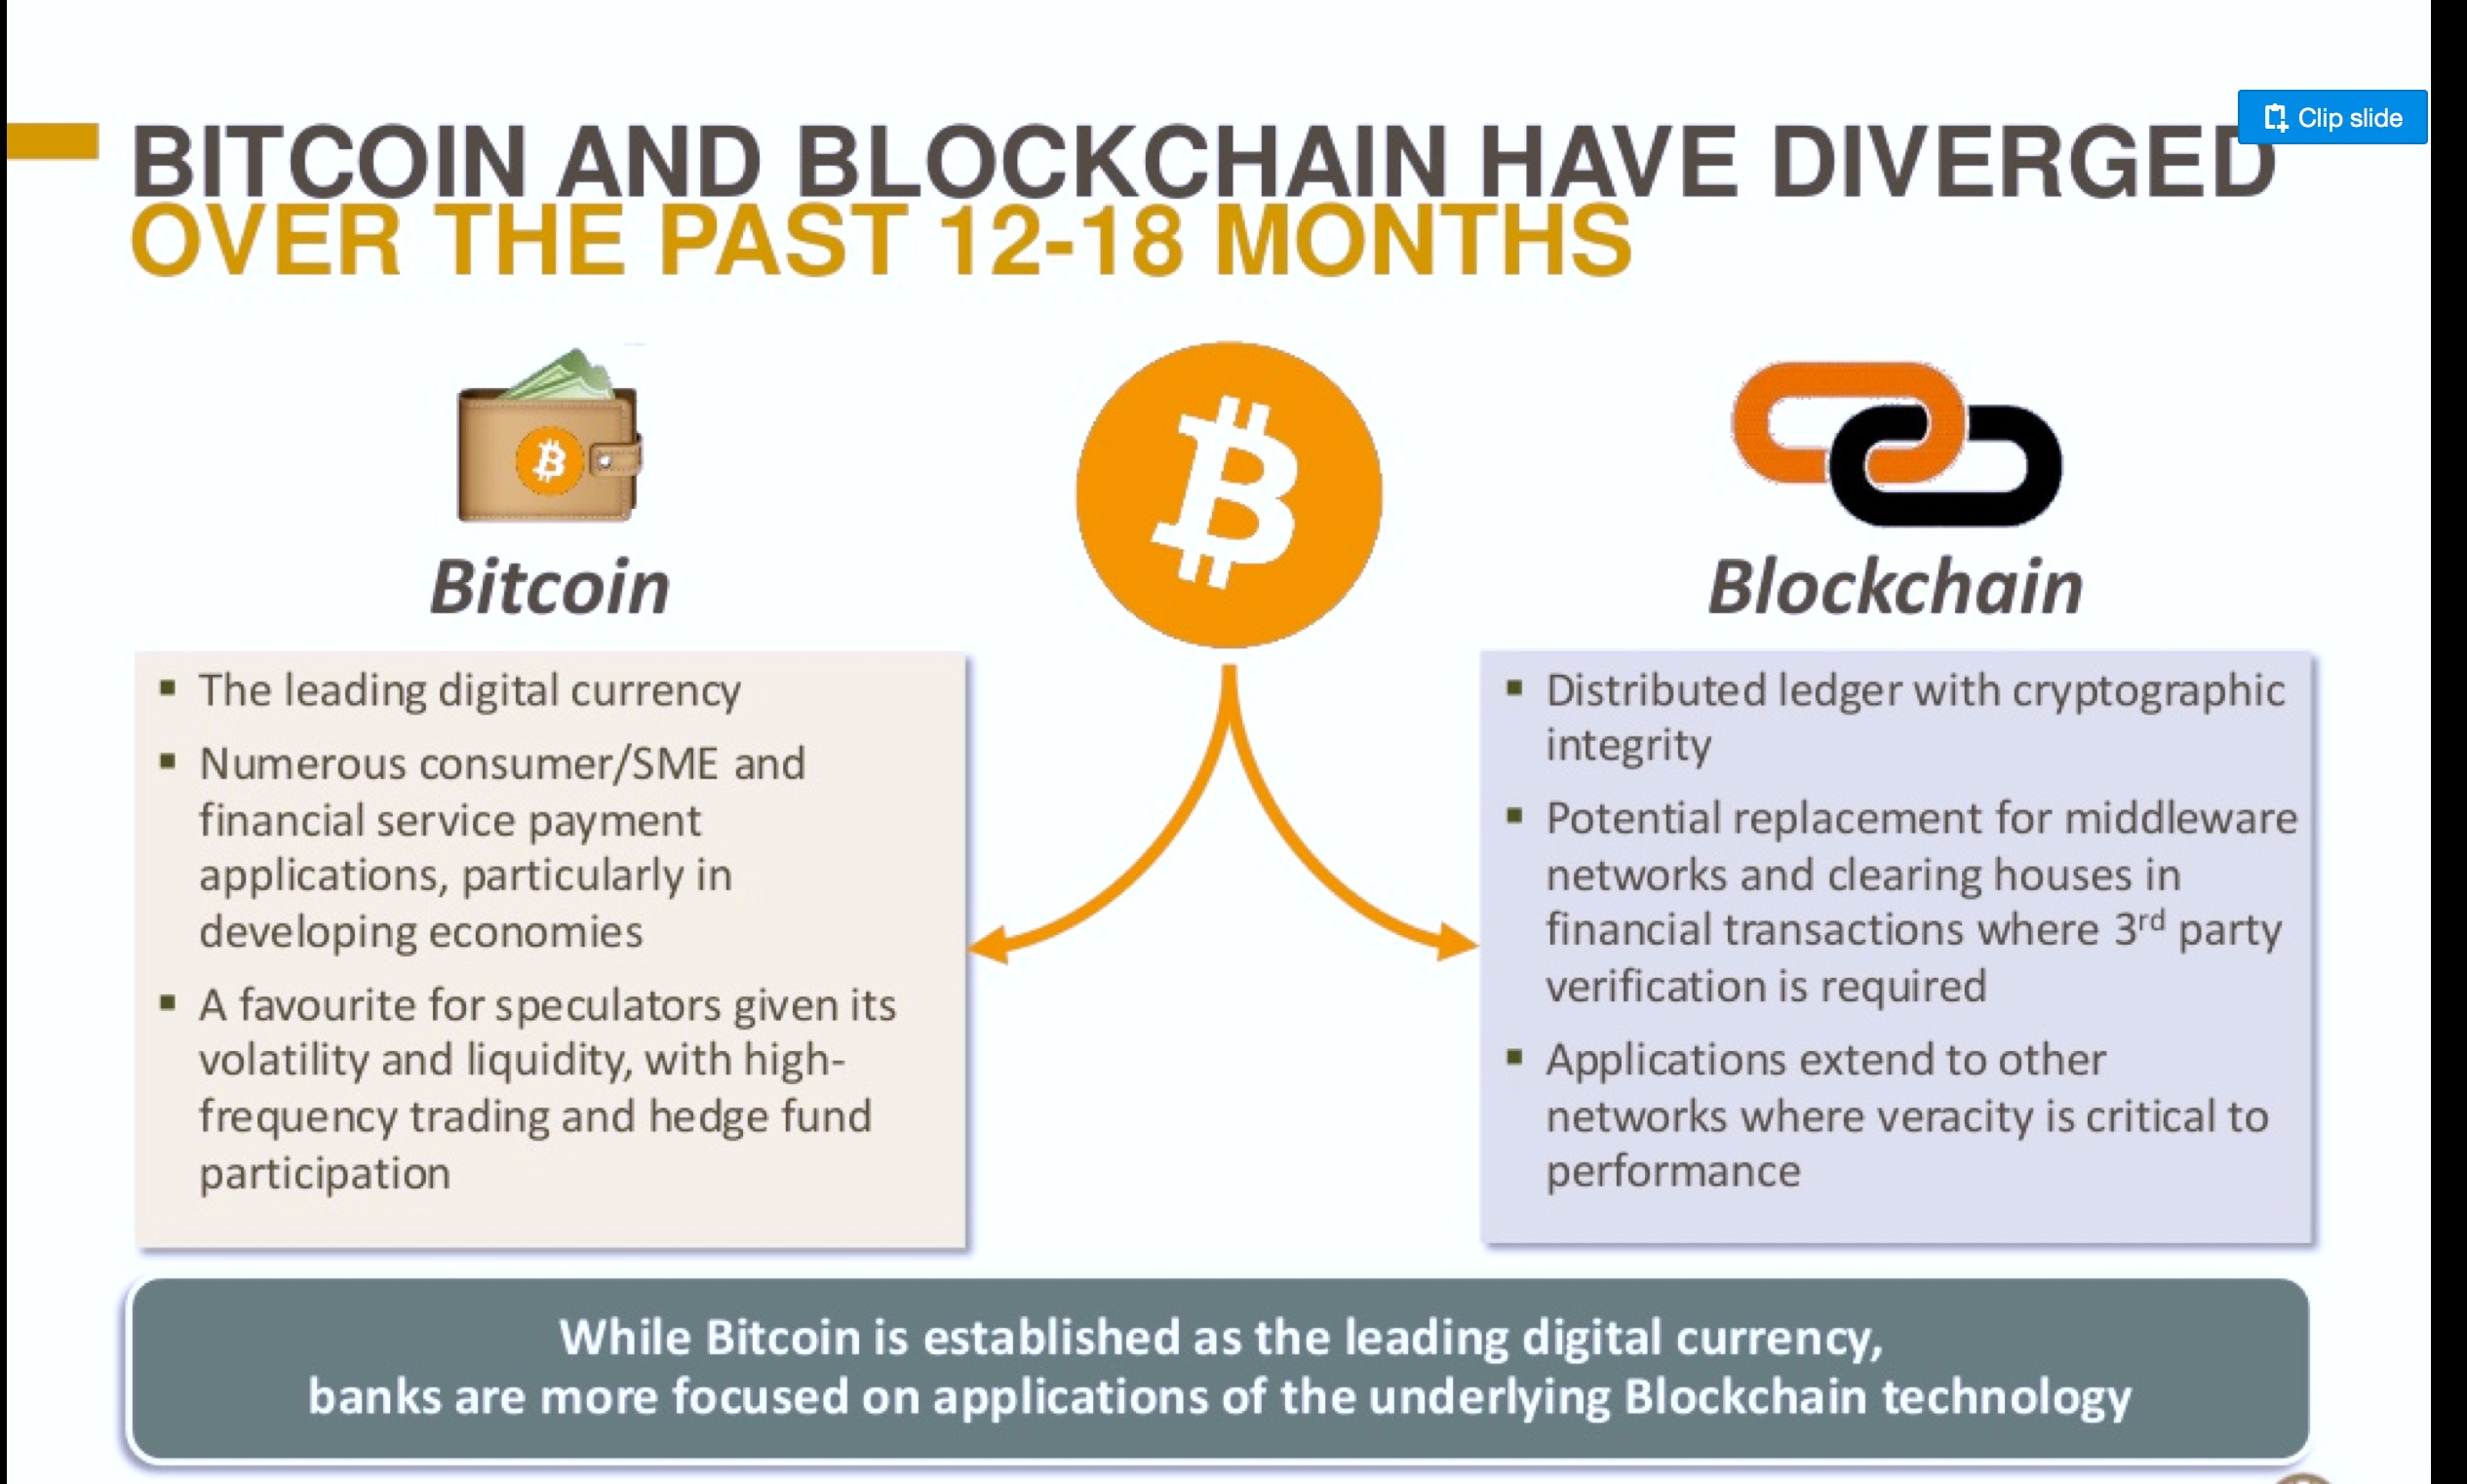 Clip slide
BITCOIN AND BLOCKCHAIN HAVE DIVERGED
OVER THE PAST 12-18 MONTHS
Bitcoin
▪ The leading digital currency
▪ Numerous consumer/SME and
financial service payment
applications, particularly in
developing economies
▪ A favourite for speculators given its
volatility and liquidity, with high-
frequency trading and hedge fund
participation
Blockchain
▪ Distributed ledger with cryptographic
integrity
▪ Potential replacement for middleware
networks and clearing houses in
financial transactions where 3rd party
verification is required
▪ Applications extend to other
networks where veracity is critical to
performance
While Bitcoin is established as the leading digital currency,
banks are more focused on applications of the underlying Blockchain technology